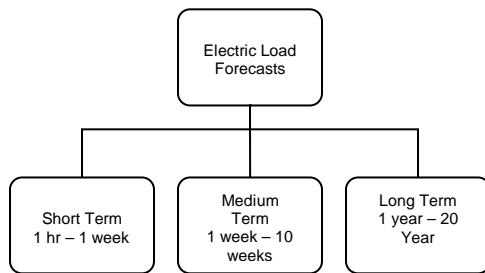 Electric Load
Forecasts
Short Term
1 hr – 1 week
Medium
Term
1 week – 10
weeks
Long Term
1 year – 20
Year